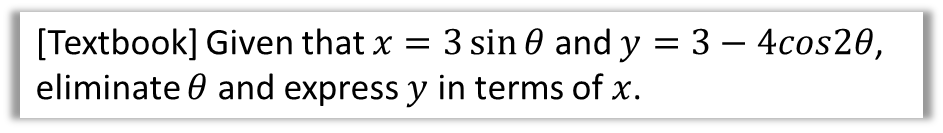 [Textbook] Given that x = 3 sin θ and y = 3 − 4cos2θ,
eliminate θ and express y in terms of x.